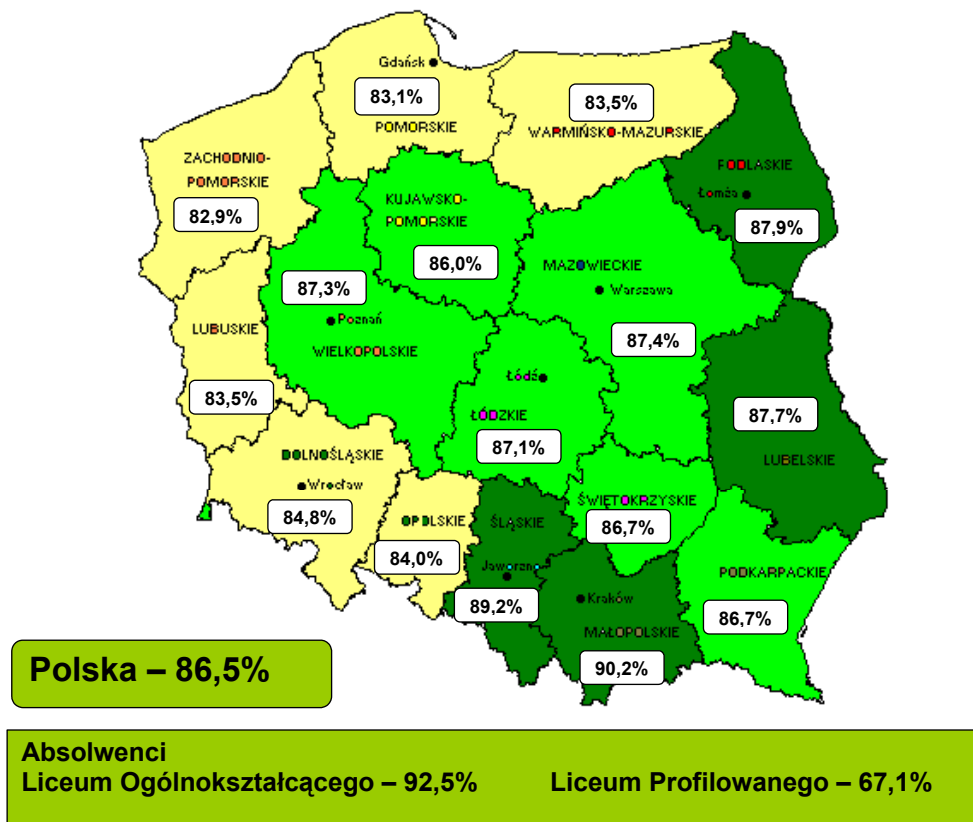 Gdańsk
83,1%
POMORSKIE
83,5%
WARMIŃSKO-MAZURSKIE
ZACHODNIO-
POMORSKIE
82,9%
PODLASKIE
Łomża
87,9%
KUJAWSKO-
POMORSKIE
86,0%
MAZOWIECKIE
Warszawa
87,4%
87,3%
Poznań
WIELKOPOLSKIE
LUBUSKIE
83,5%
Łódź
ŁÓDZKIE
87,1%
87,7%
LUBELSKIE
DOLNOŚLĄSKIE
Wrocław
84,8%
OPOLSKIE
84,0%
ŚLĄSKIE
Jaworzno
89,2%
ŚWIĘTOKRZYSKIE
86,7%
Kraków
MAŁOPOLSKIE
90,2%
PODKARPACKIE
86,7%
Polska – 86,5%
Absolwenci
Liceum Ogólnokształcącego – 92,5% Liceum Profilowanego – 67,1%